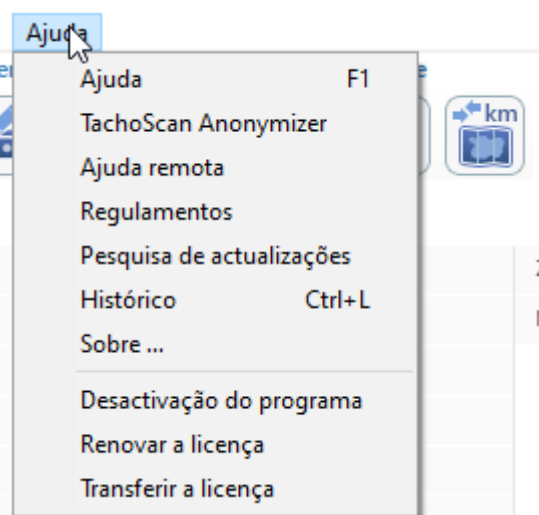 Ajuda
Ajuda F1
TachoScan Anonymizer
Ajuda remota
Regulamentos
Pesquisa de actualizações
Histórico Ctrl+L
Sobre ...
Desactivação do programa
Renovar a licença
Transferir a licença
km